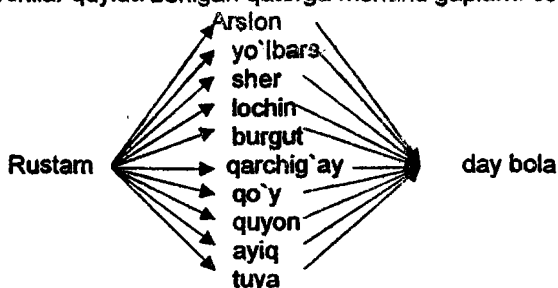 Arslon
yo`lbars
sher
lochin
burgut
Rustam qarchig`ay day bola
qo`y
quyon
ayiq
tuya